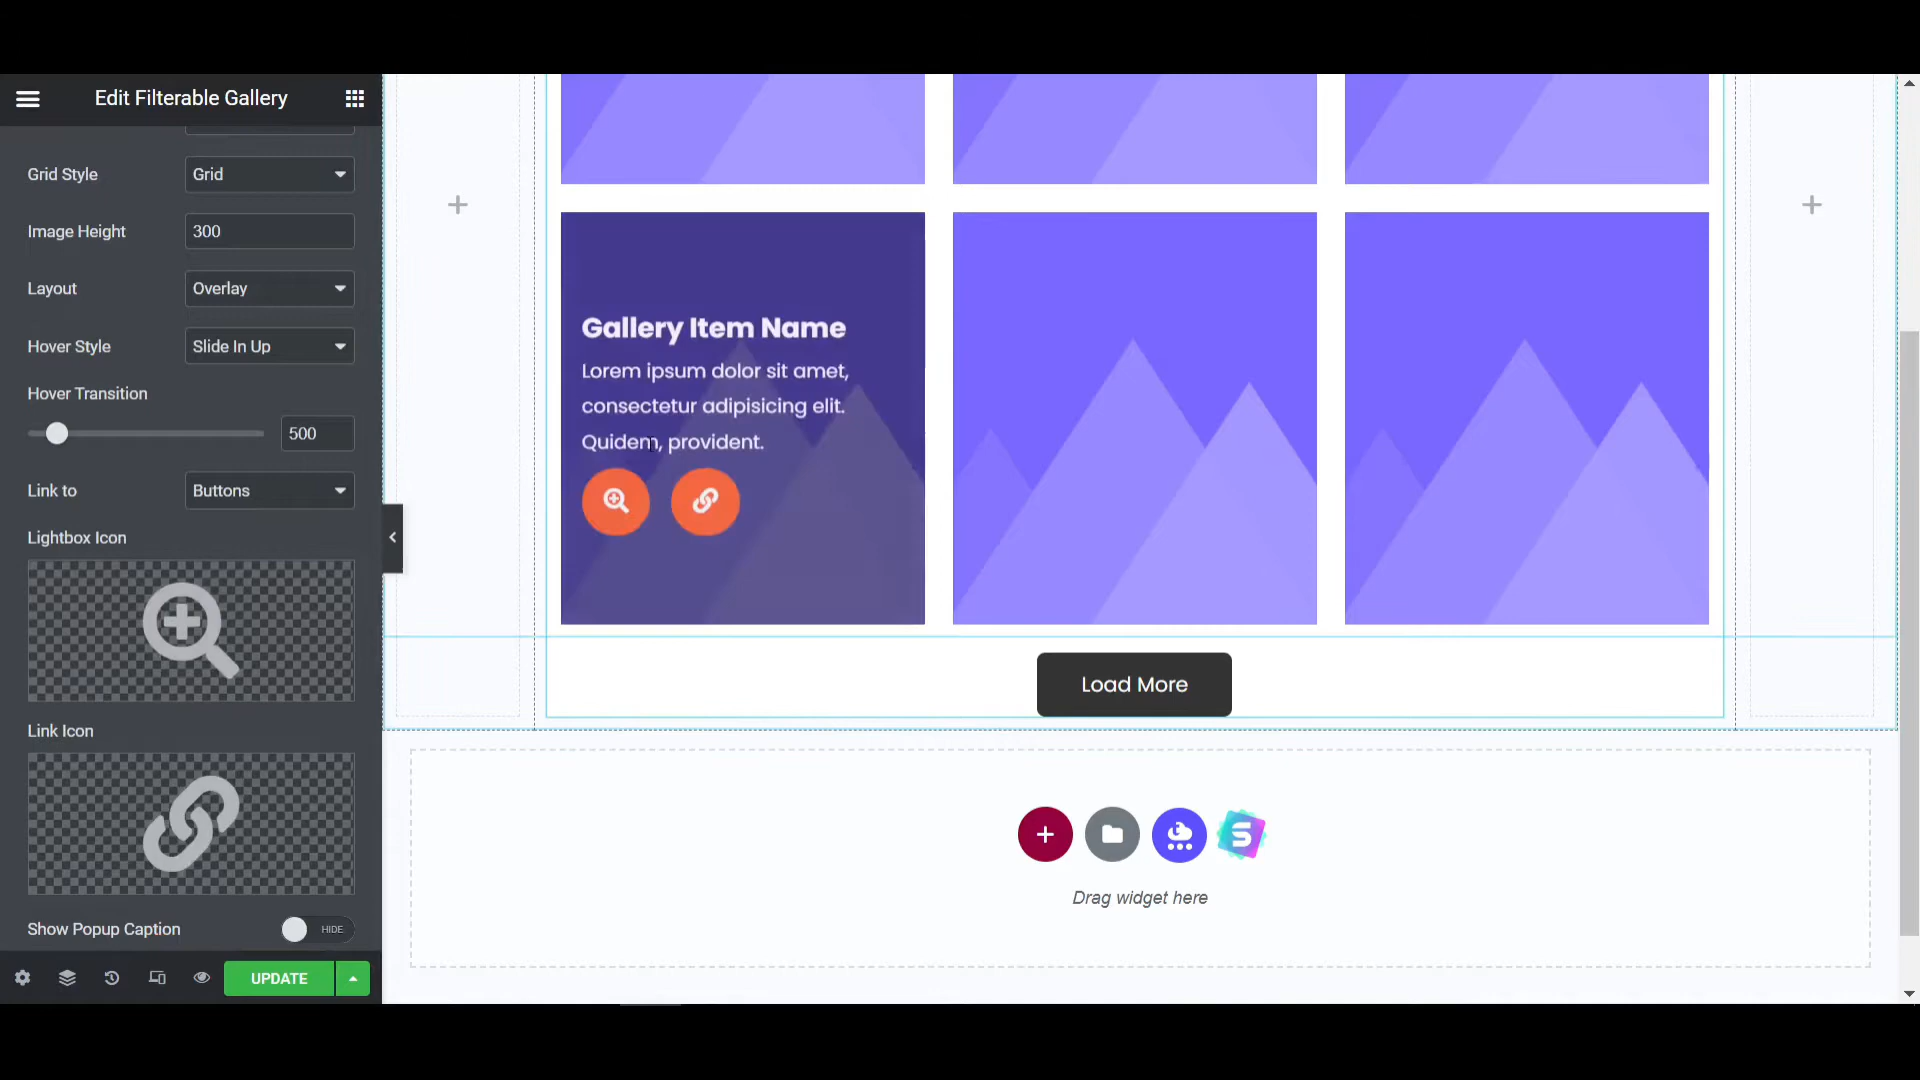 Edit Filterable Gallery
Grid Style
Grid
Image Height
300
Layout
Overlay
Hover Style
Slide In Up
Hover Transition
500
Link to
Buttons
Lightbox Icon
Link Icon
Show Popup Caption
HIDE
UPDATE
Gallery Item Name
Lorem ipsum dolor sit amet,
consectetur adipisicing elit.
Quidem, provident.
Load More
Drag widget here